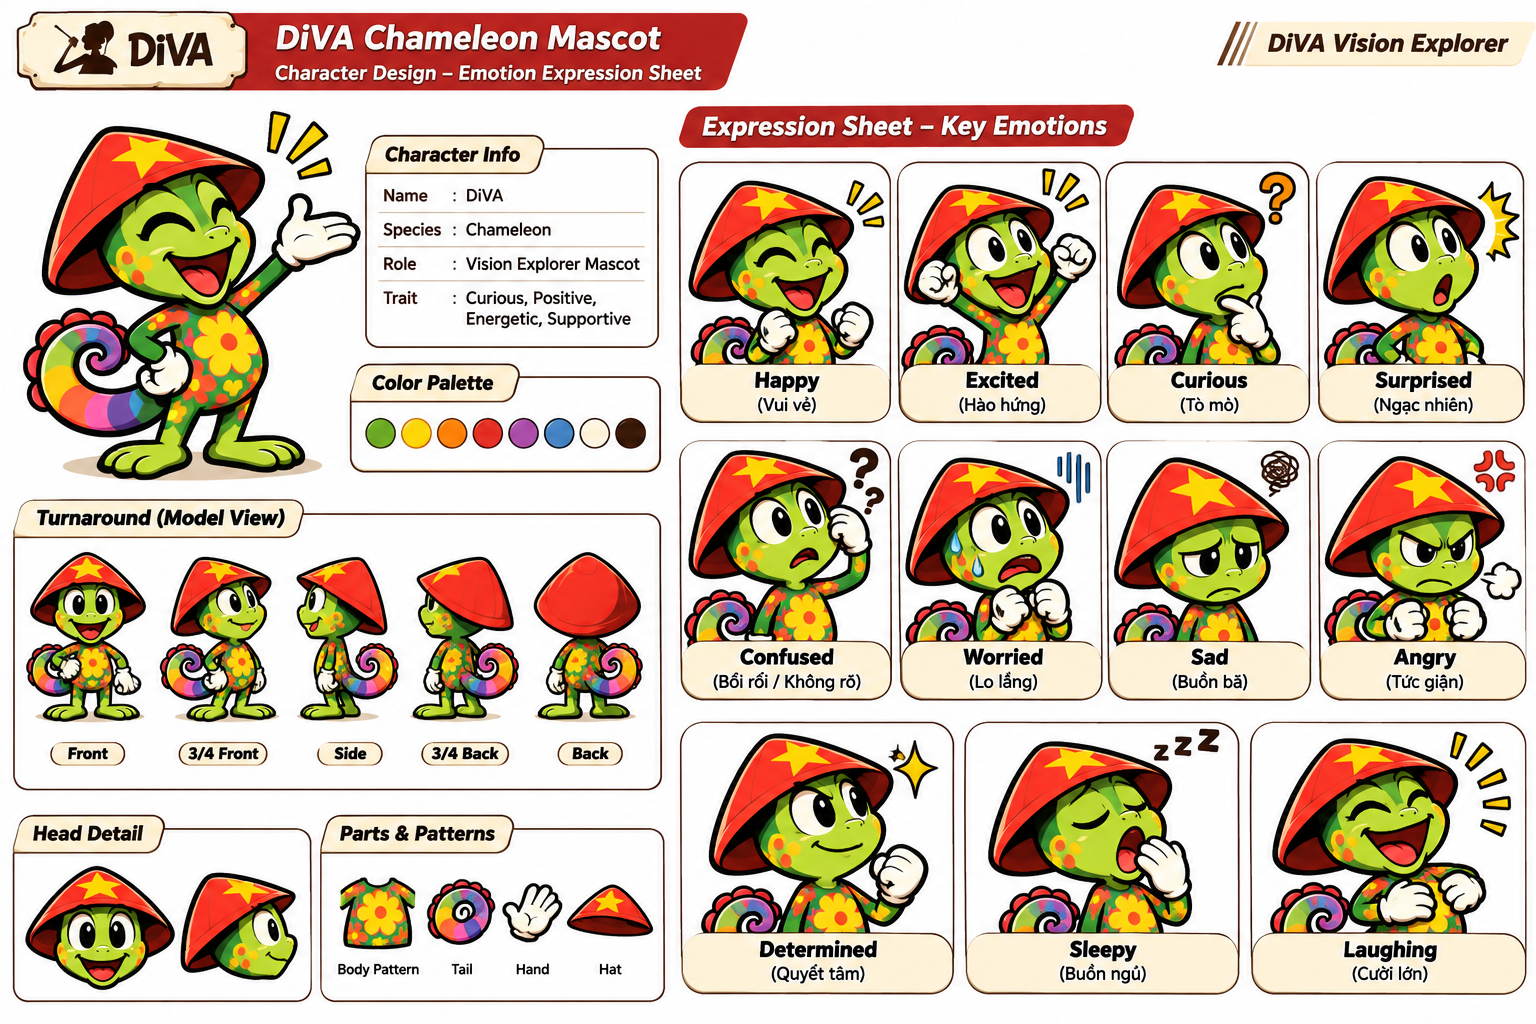 DiVA
DiVA Chameleon Mascot
Character Design – Emotion Expression Sheet
DiVA Vision Explorer
Character Info
Name : DiVA
Species : Chameleon
Role : Vision Explorer Mascot
Trait : Curious, Positive,
Energetic, Supportive
Color Palette
Turnaround (Model View)
Front
3/4 Front
Side
3/4 Back
Back
Head Detail
Parts & Patterns
Body Pattern
Tail
Hand
Hat
Expression Sheet – Key Emotions
Happy
(Vui vẻ)
Excited
(Hào hứng)
?
Curious
(Tò mò)
Surprised
(Ngạc nhiên)
? ?
Confused
(Bối rối / Không rõ)
Worried
(Lo lắng)
Sad
(Buồn bã)
Angry
(Tức giận)
Determined
(Quyết tâm)
z z z
Sleepy
(Buồn ngủ)
Laughing
(Cười lớn)